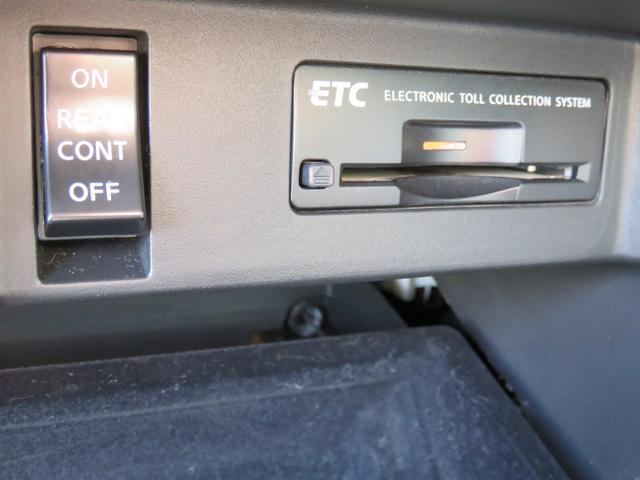 ON
REAR
CONT
OFF
ETC ELECTRONIC TOLL COLLECTION SYSTEM